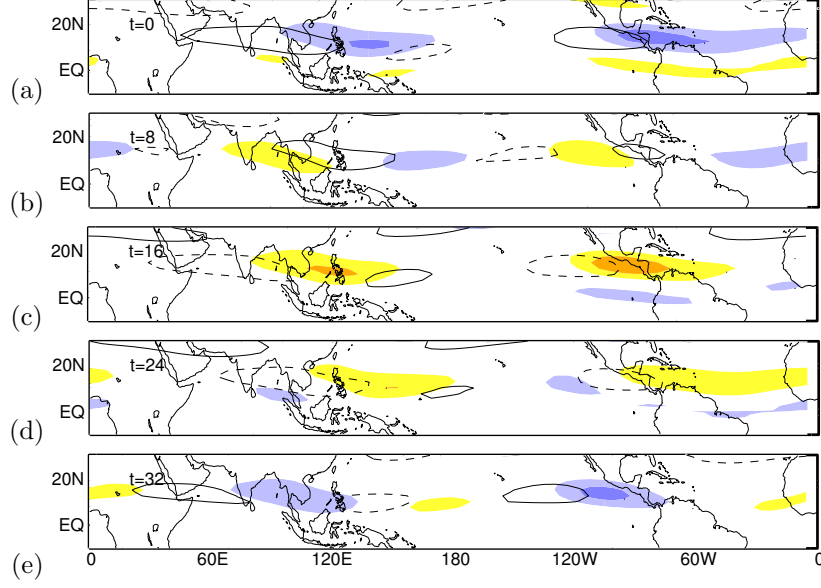 20N
t=0
EQ
(a)
t=8
20N
EQ
(b)
t=16
20N
EQ
(c)
t=24
20N
EQ
(d)
t=32
20N
EQ
(e)
0 60E 120E 180 120W 60W 0